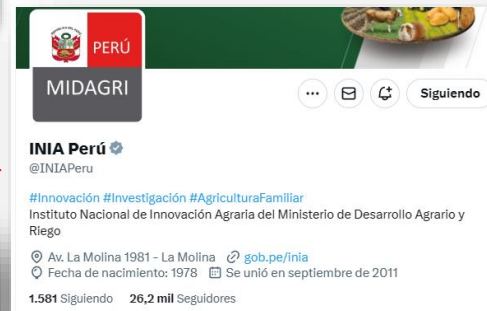 PERÚ
MIDAGRI
Siguiendo
INIA Perú
@INIAPeru
#Innovación #Investigación #AgriculturaFamiliar
Instituto Nacional de Innovación Agraria del Ministerio de Desarrollo Agrario y
Riego
Av. La Molina 1981 - La Molina gob.pe/inia
Fecha de nacimiento: 1978 Se unió en septiembre de 2011
1.581 Siguiendo 26,2 mil Seguidores